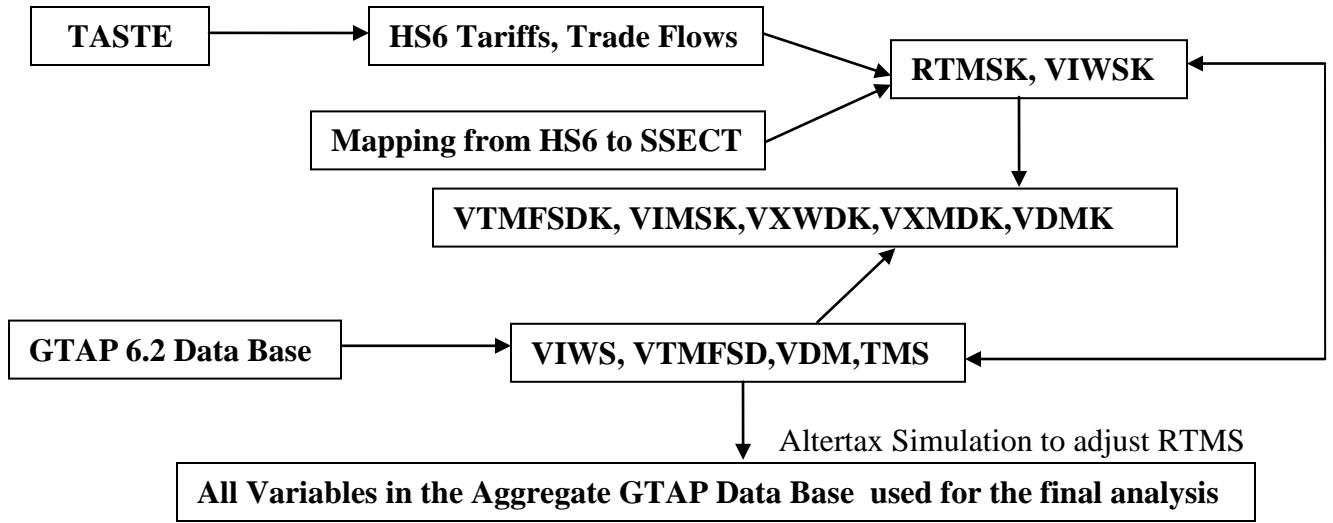 TASTE
HS6 Tariffs, Trade Flows
RTMSK, VIWSK
Mapping from HS6 to SSECT
VTMFSDK, VIMSK,VXWDK,VXMDK,VDMK
GTAP 6.2 Data Base
VIWS, VTMFSD,VDM,TMS
Altertax Simulation to adjust RTMS
All Variables in the Aggregate GTAP Data Base used for the final analysis